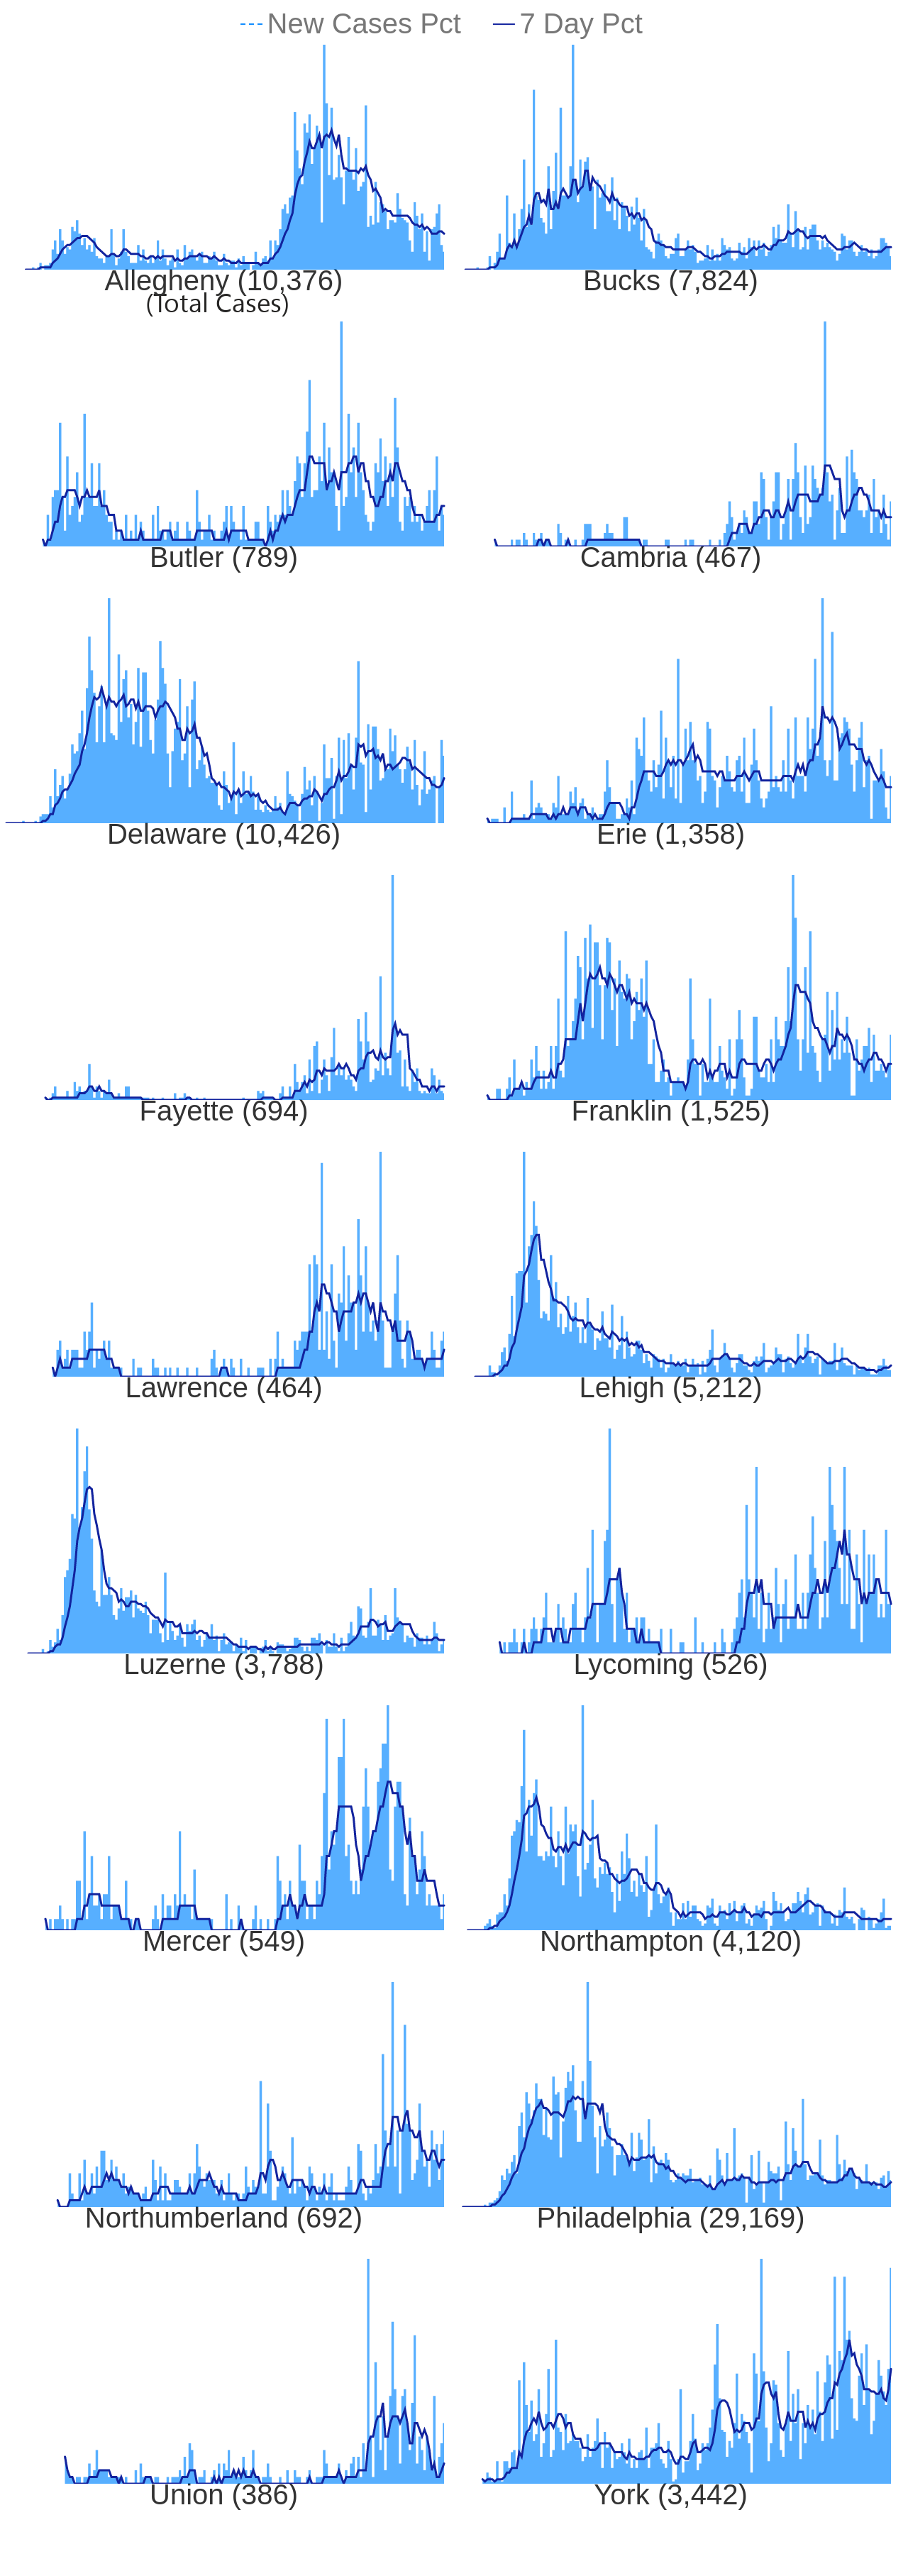 New Cases Pct 7 Day Pct
Allegheny (10,376) Bucks (7,824)
(Total Cases)
Butler (789) Cambria (467)
Delaware (10,426) Erie (1,358)
Fayette (694) Franklin (1,525)
Lawrence (464) Lehigh (5,212)
Luzerne (3,788) Lycoming (526)
Mercer (549) Northampton (4,120)
Northumberland (692) Philadelphia (29,169)
Union (386) York (3,442)